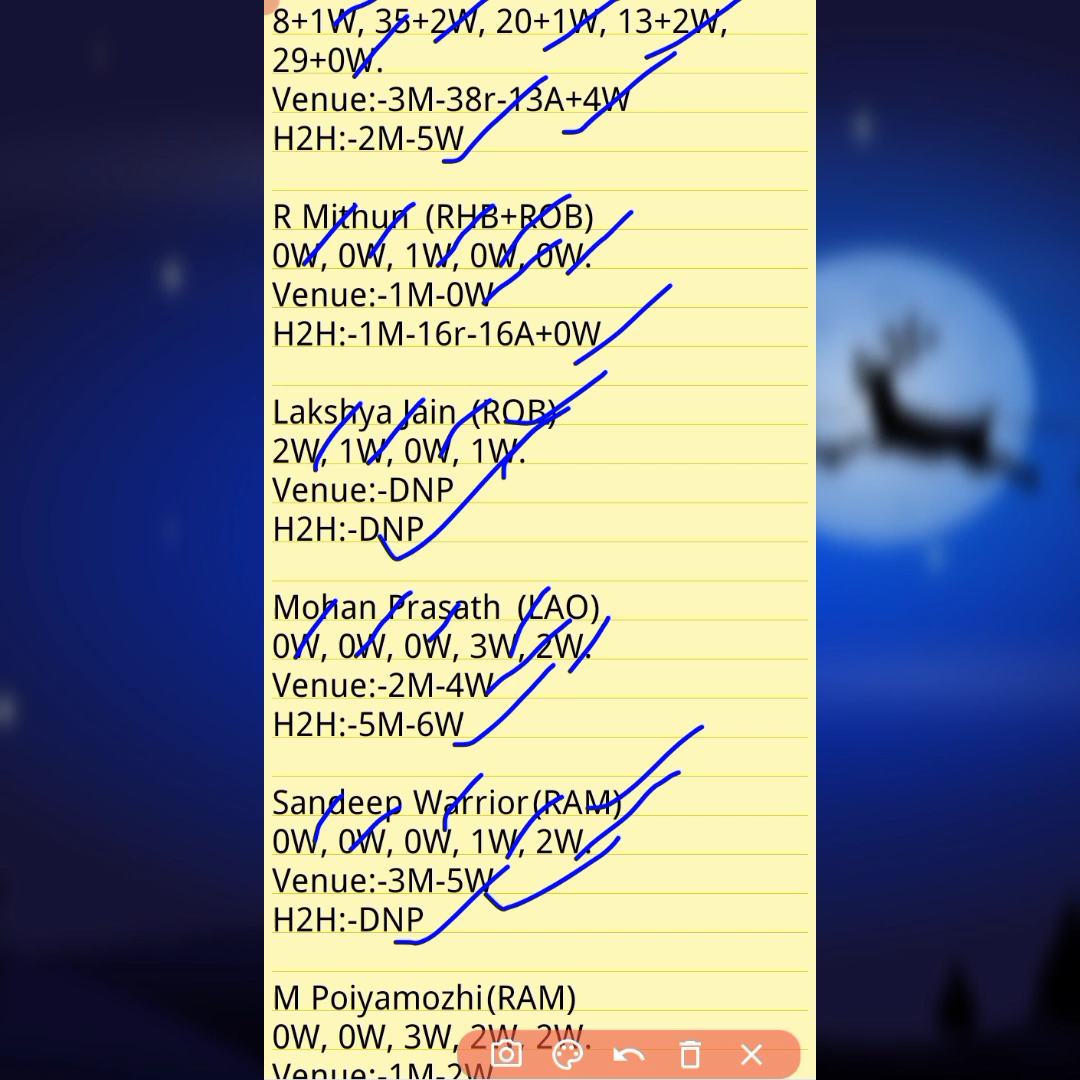 8+1W, 35+2W, 20+1W, 13+2W,
29+0W.
Venue:-3M-38r-13A+4W
H2H:-2M-5W
R Mithun (RHB+ROB)
0W, 0W, 1W, 0W, 0W.
Venue:-1M-0W
H2H:-1M-16r-16A+0W
Lakshya Jain (ROB)
2W, 1W, 0W, 1W.
Venue:-DNP
H2H:-DNP
Mohan Prasath (LAO)
0W, 0W, 0W, 3W, 2W.
Venue:-2M-4W
H2H:-5M-6W
Sandeep Warrior(RAM)
0W, 0W, 0W, 1W, 2W.
Venue:-3M-5W
H2H:-DNP
M Poiyamozhi(RAM)
0W, 0W, 3W, 2W, 2W.
Venue:-1M-2W